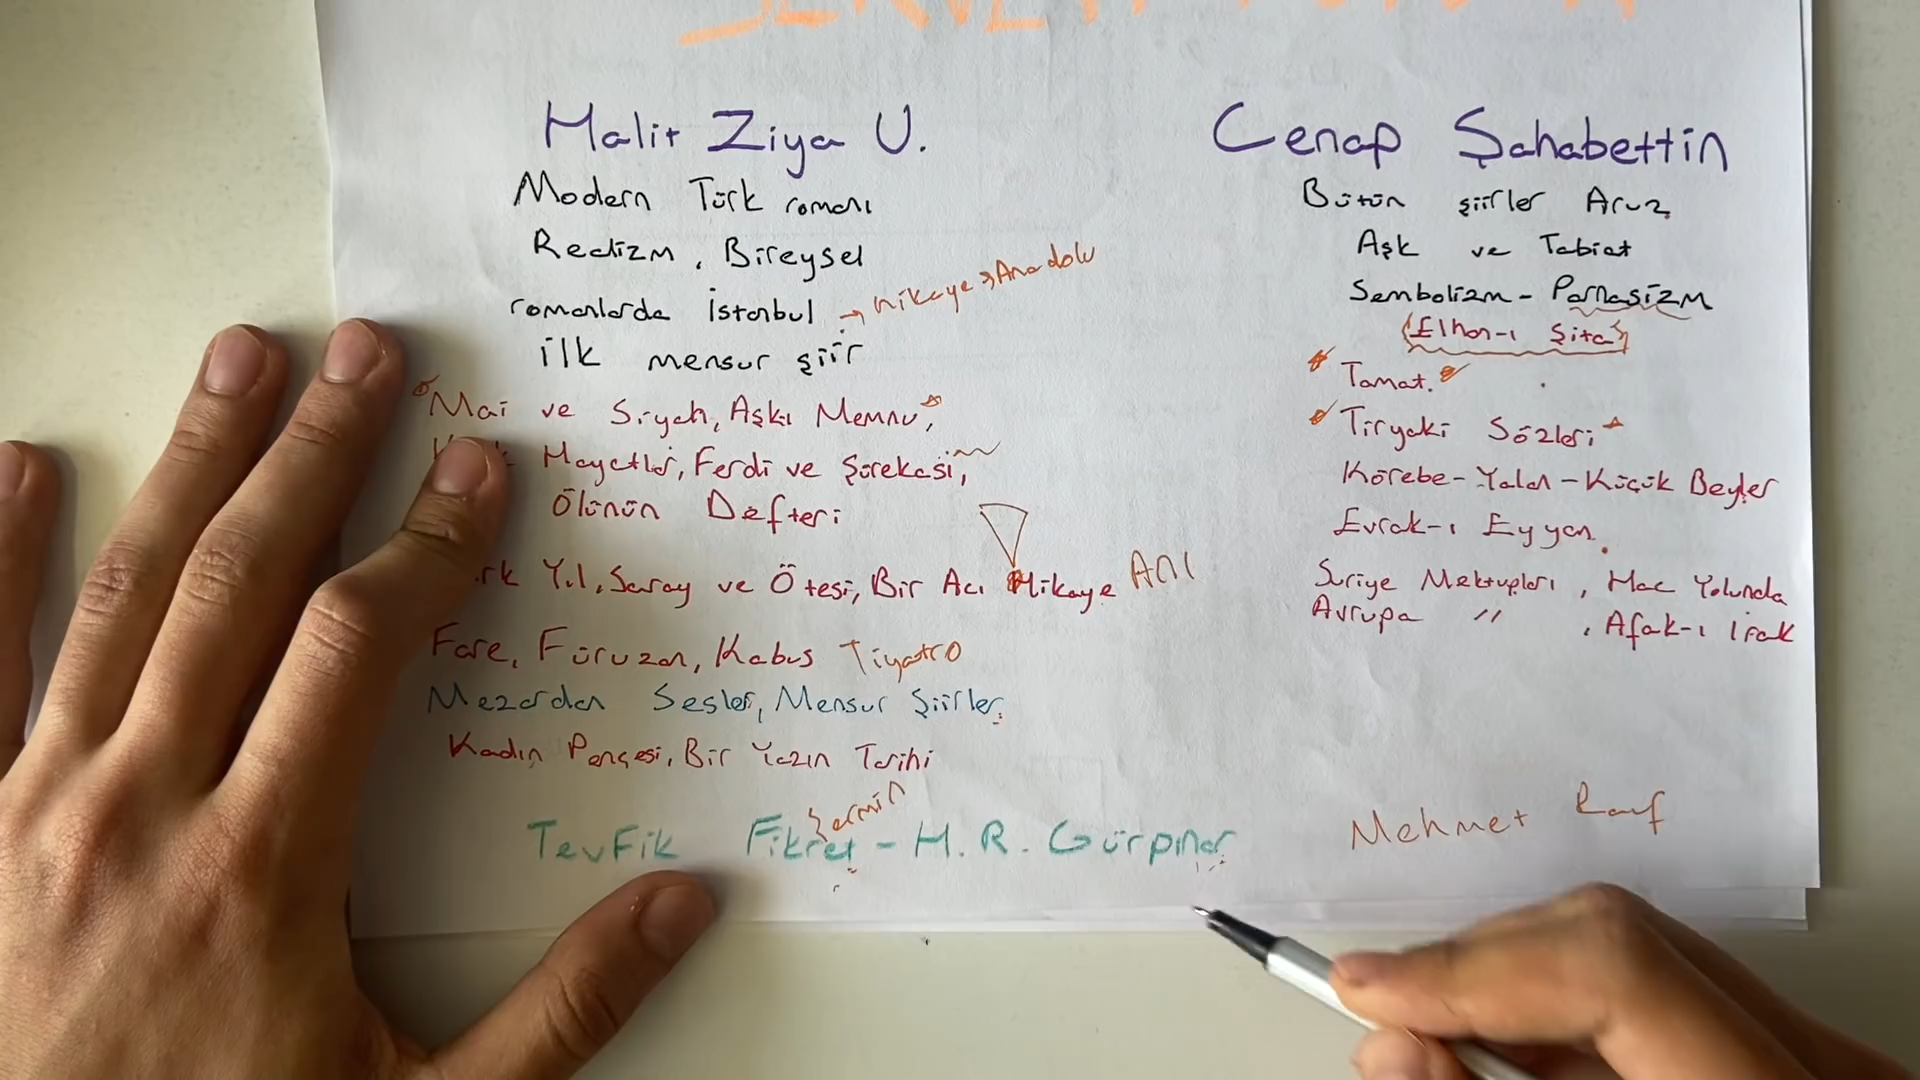 Halit Ziya U.
Modern Türk romanı
Realizm, Bireysel
romanlarda İstanbul → hikaye → Anadolu
ilk mensur şiir
Mai ve Siyah, Aşkı Memnu,
Hayatlar, Ferdi ve Şürekasi,
Ölünün Defteri
Yıl, Saray ve Ötesi, Bir Acı Hikaye Anı
Fare, Füruzan, Kabus Tiyatro
Mezardan Sesler, Mensur Şiirler
Kadın Pençesi, Bir Yazın Tarihi
Cenap Şahabettin
Bütün şiirler Aruz
Aşk ve Tabiat
Sembolizm - Parnasizm
(Elhan-ı Şita)
Tamat.
Tiryaki Sözleri
Körebe - Yalan - Küçük Beyler
Evrak-ı Eyyam
Suriye Mektupları, Hac Yolunda
Avrupa " , Afak-ı Irak
Şermin
Tevfik Fikret - H. R. Gürpınar
Mehmet Rauf